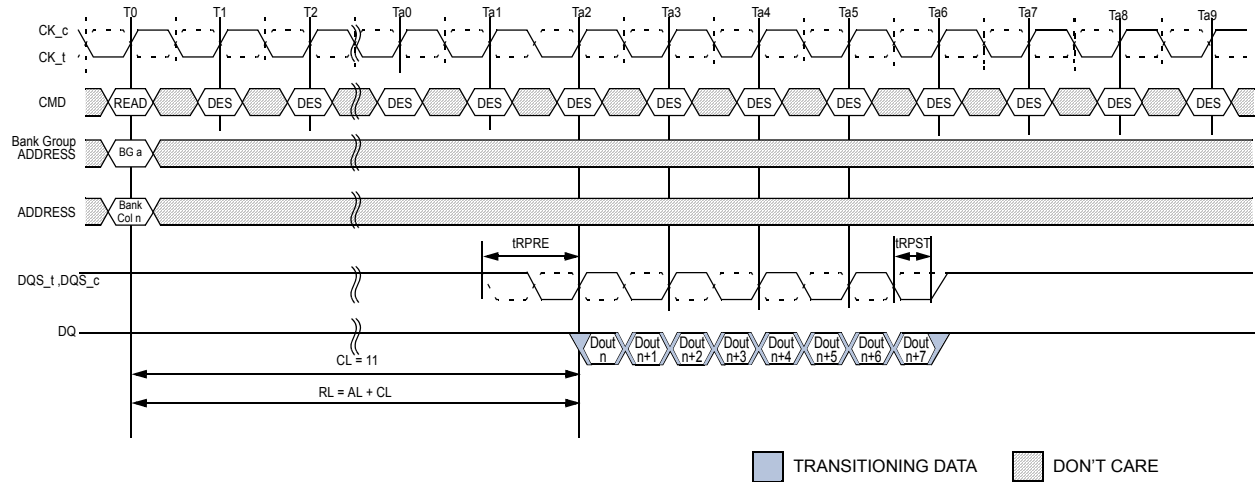 T0 T1 T2 Ta0 Ta1 Ta2 Ta3 Ta4 Ta5 Ta6 Ta7 Ta8 Ta9
CK_c
CK_t
CMD READ DES DES DES DES DES DES DES DES DES DES DES DES
Bank Group
ADDRESS BG a
ADDRESS Bank
Col n
tRPRE tRPST
DQS_t ,DQS_c
DQ Dout Dout Dout Dout Dout Dout Dout Dout
n n+1 n+2 n+3 n+4 n+5 n+6 n+7
CL = 11
RL = AL + CL
TRANSITIONING DATA DON'T CARE